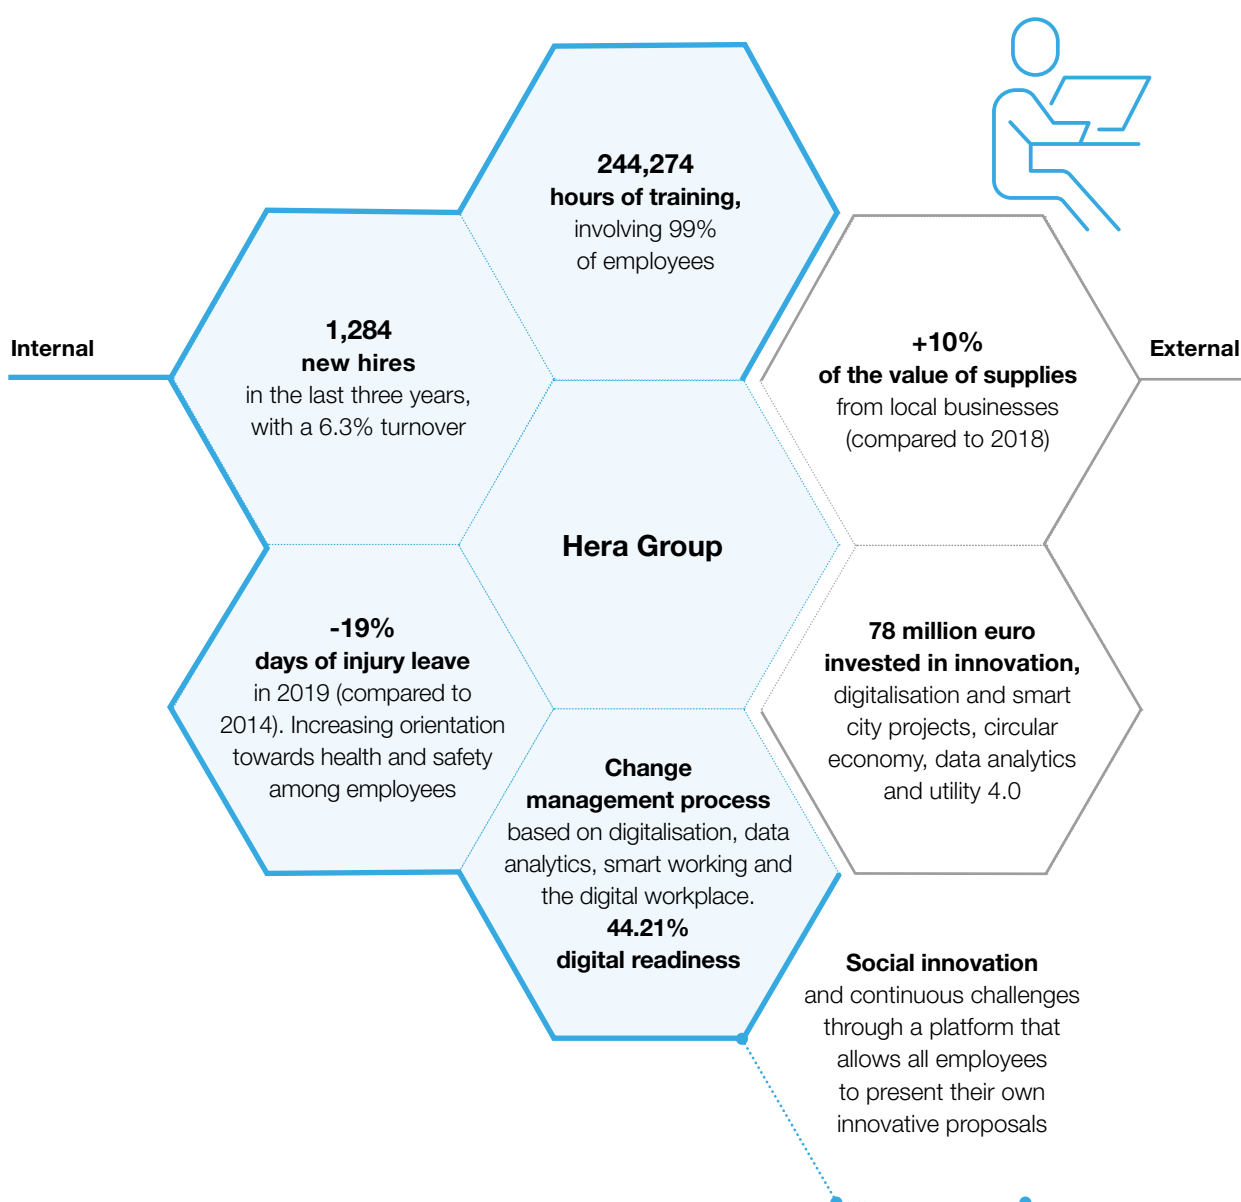 244,274
hours of training,
involving 99%
of employees
Internal
1,284
new hires
in the last three years,
with a 6.3% turnover
+10%
of the value of supplies
from local businesses
(compared to 2018)
External
Hera Group
-19%
days of injury leave
in 2019 (compared to
2014). Increasing orientation
towards health and safety
among employees
78 million euro
invested in innovation,
digitalisation and smart
city projects, circular
economy, data analytics
and utility 4.0
Change
management process
based on digitalisation, data
analytics, smart working and
the digital workplace.
44.21%
digital readiness
Social innovation
and continuous challenges
through a platform that
allows all employees
to present their own
innovative proposals